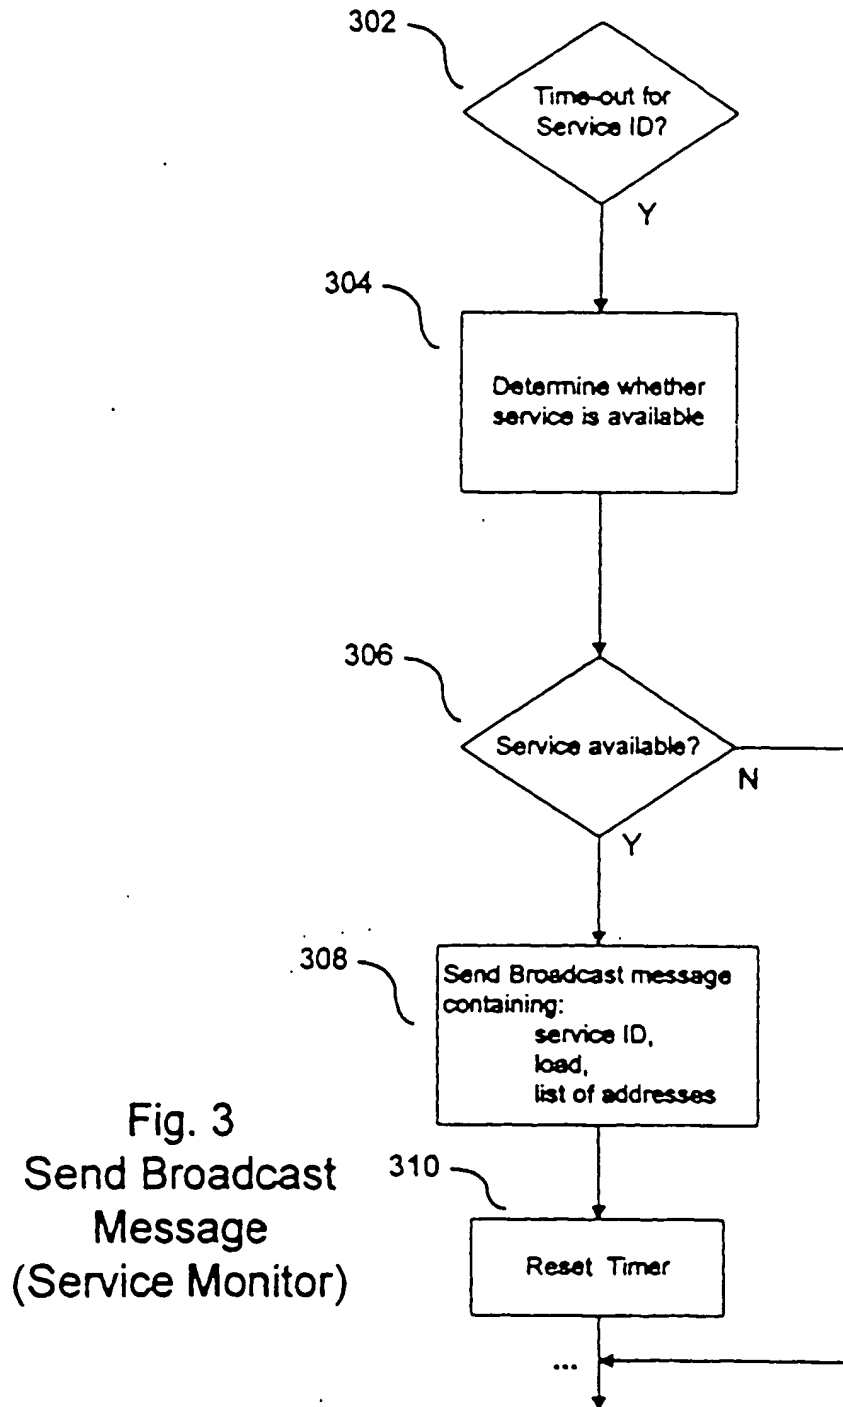 302
Time-out for
Service ID?
Y
304
Determine whether
service is available
306
Service available?
N
Y
308
Send Broadcast message
containing:
service ID,
load,
list of addresses
Fig. 3
Send Broadcast
Message
(Service Monitor)
310
Reset Timer
...